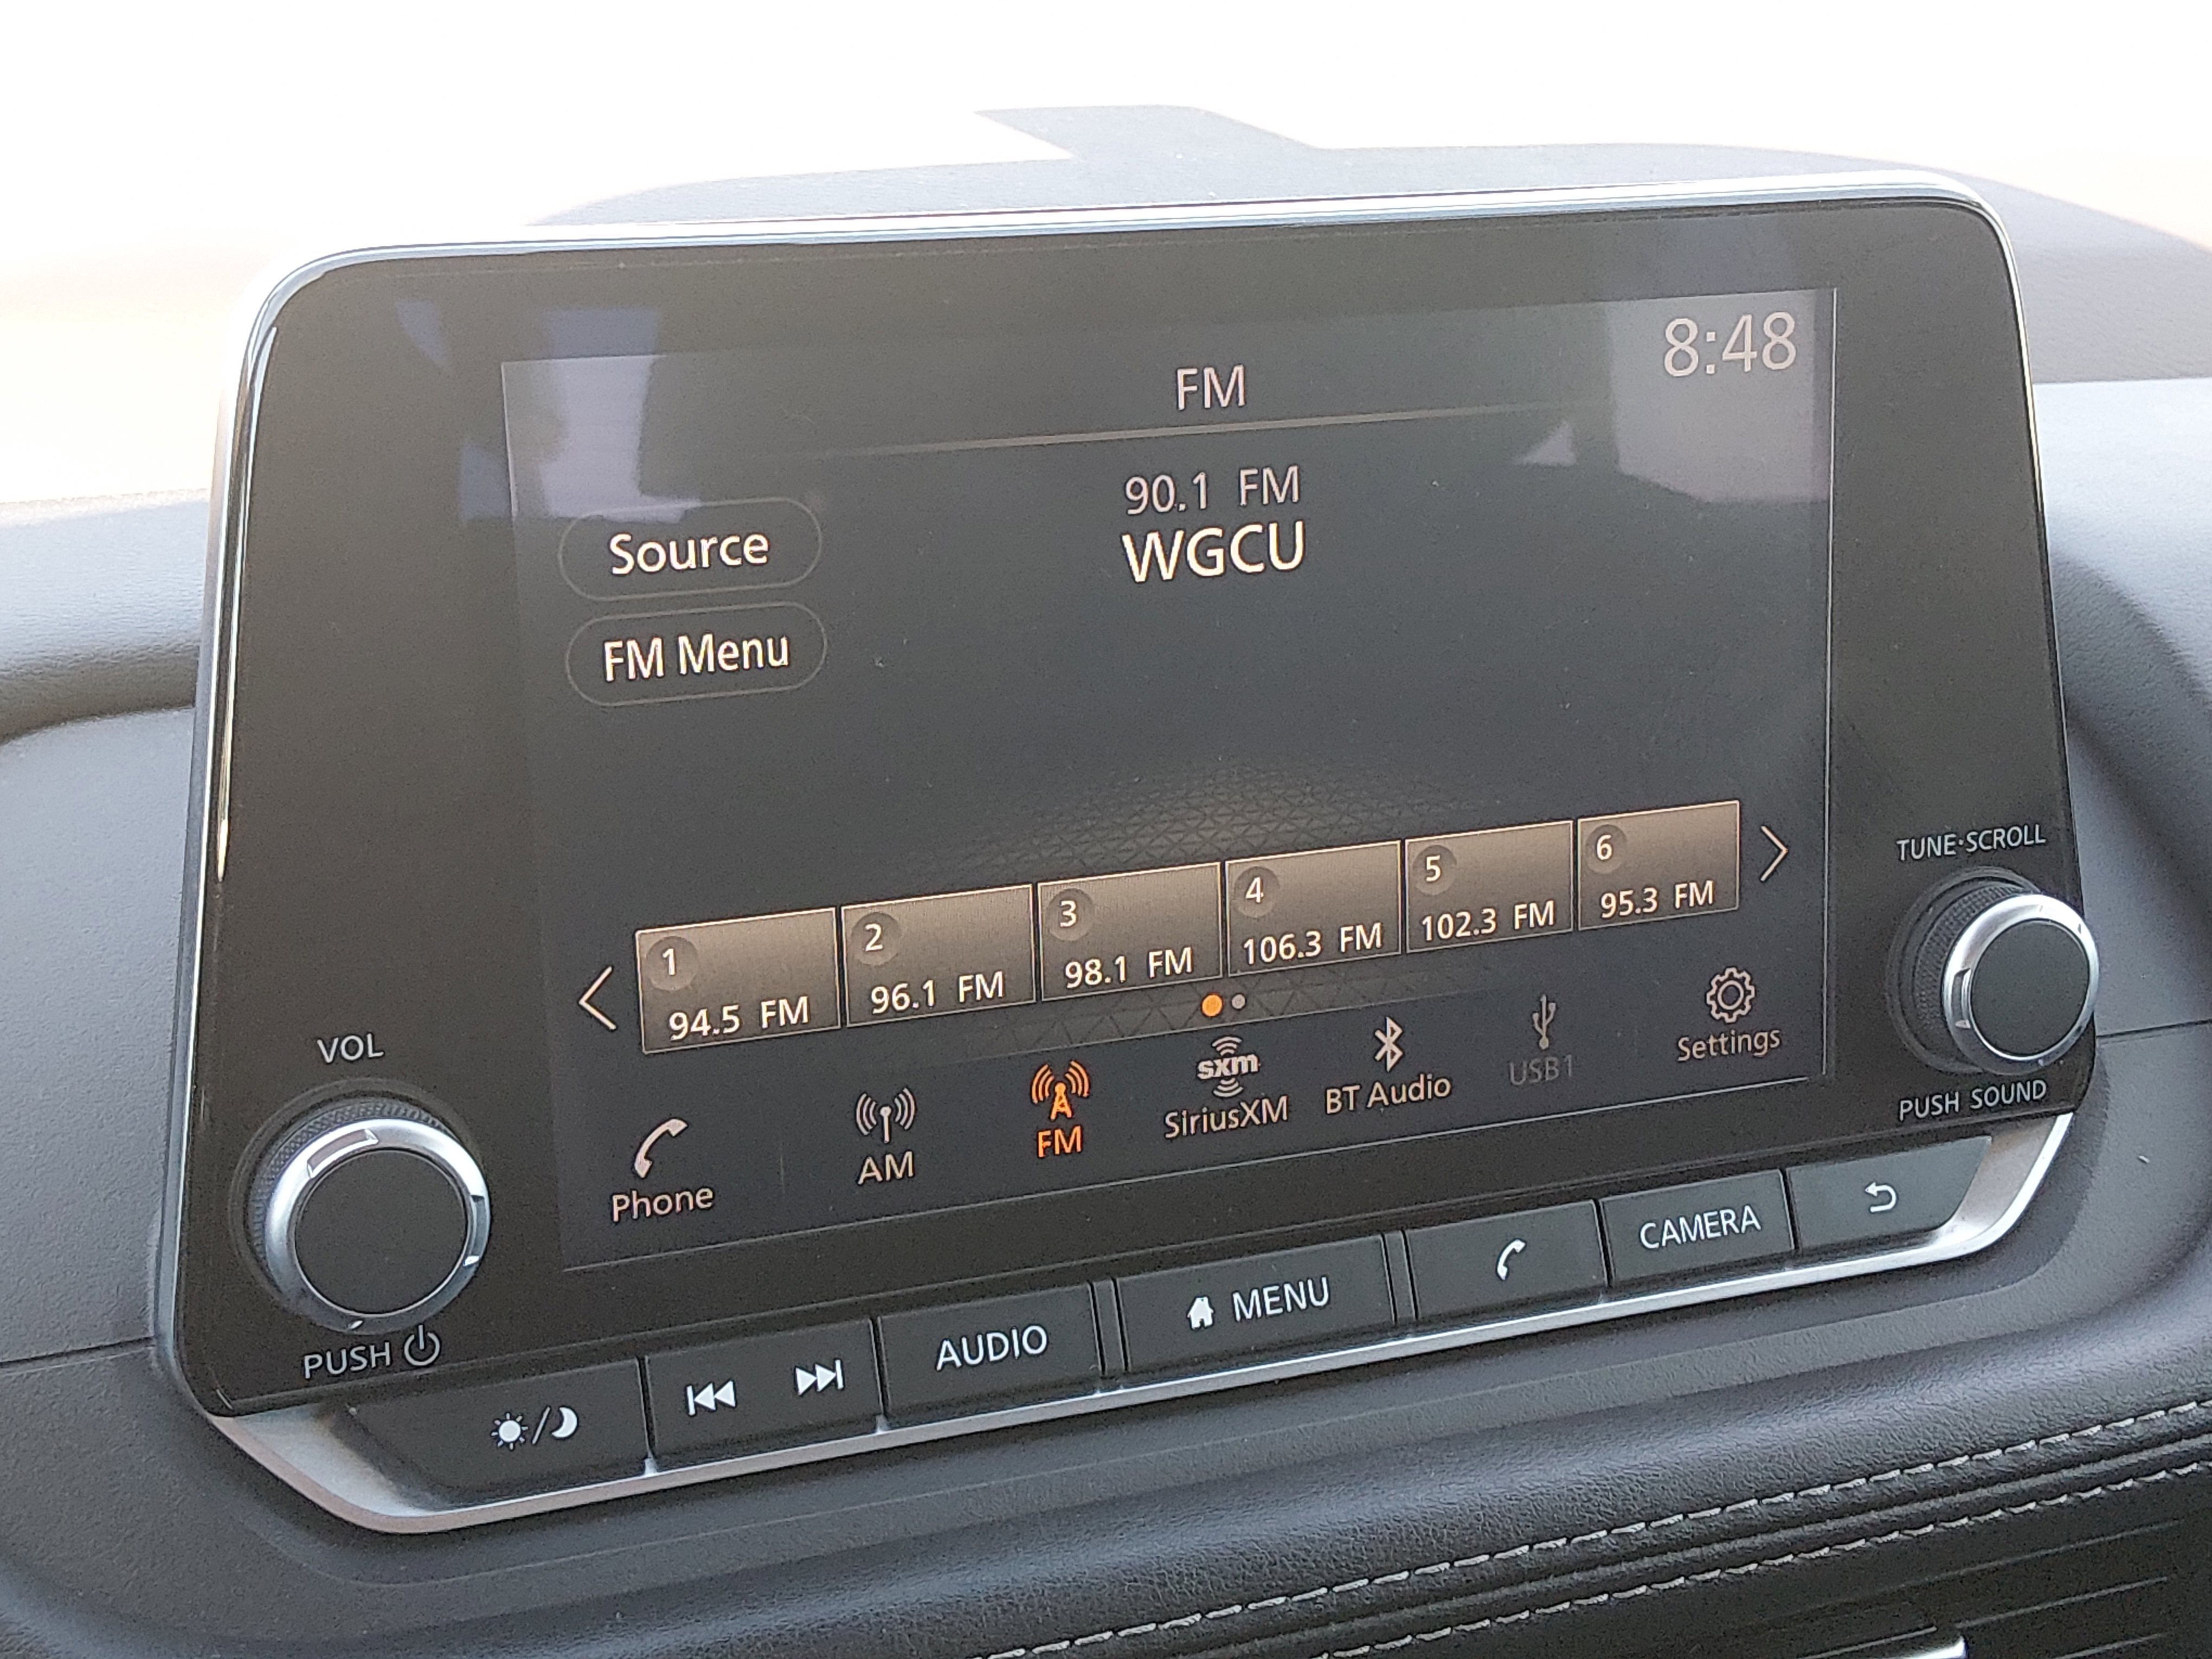 8:48
FM
90.1 FM
WGCU
Source
FM Menu
1
94.5 FM
2
96.1 FM
3
98.1 FM
4
106.3 FM
5
102.3 FM
6
95.3 FM
TUNE·SCROLL
PUSH SOUND
VOL
PUSH
Phone
AM
FM
sxm
SiriusXM
BT Audio
USB1
Settings
AUDIO
MENU
CAMERA